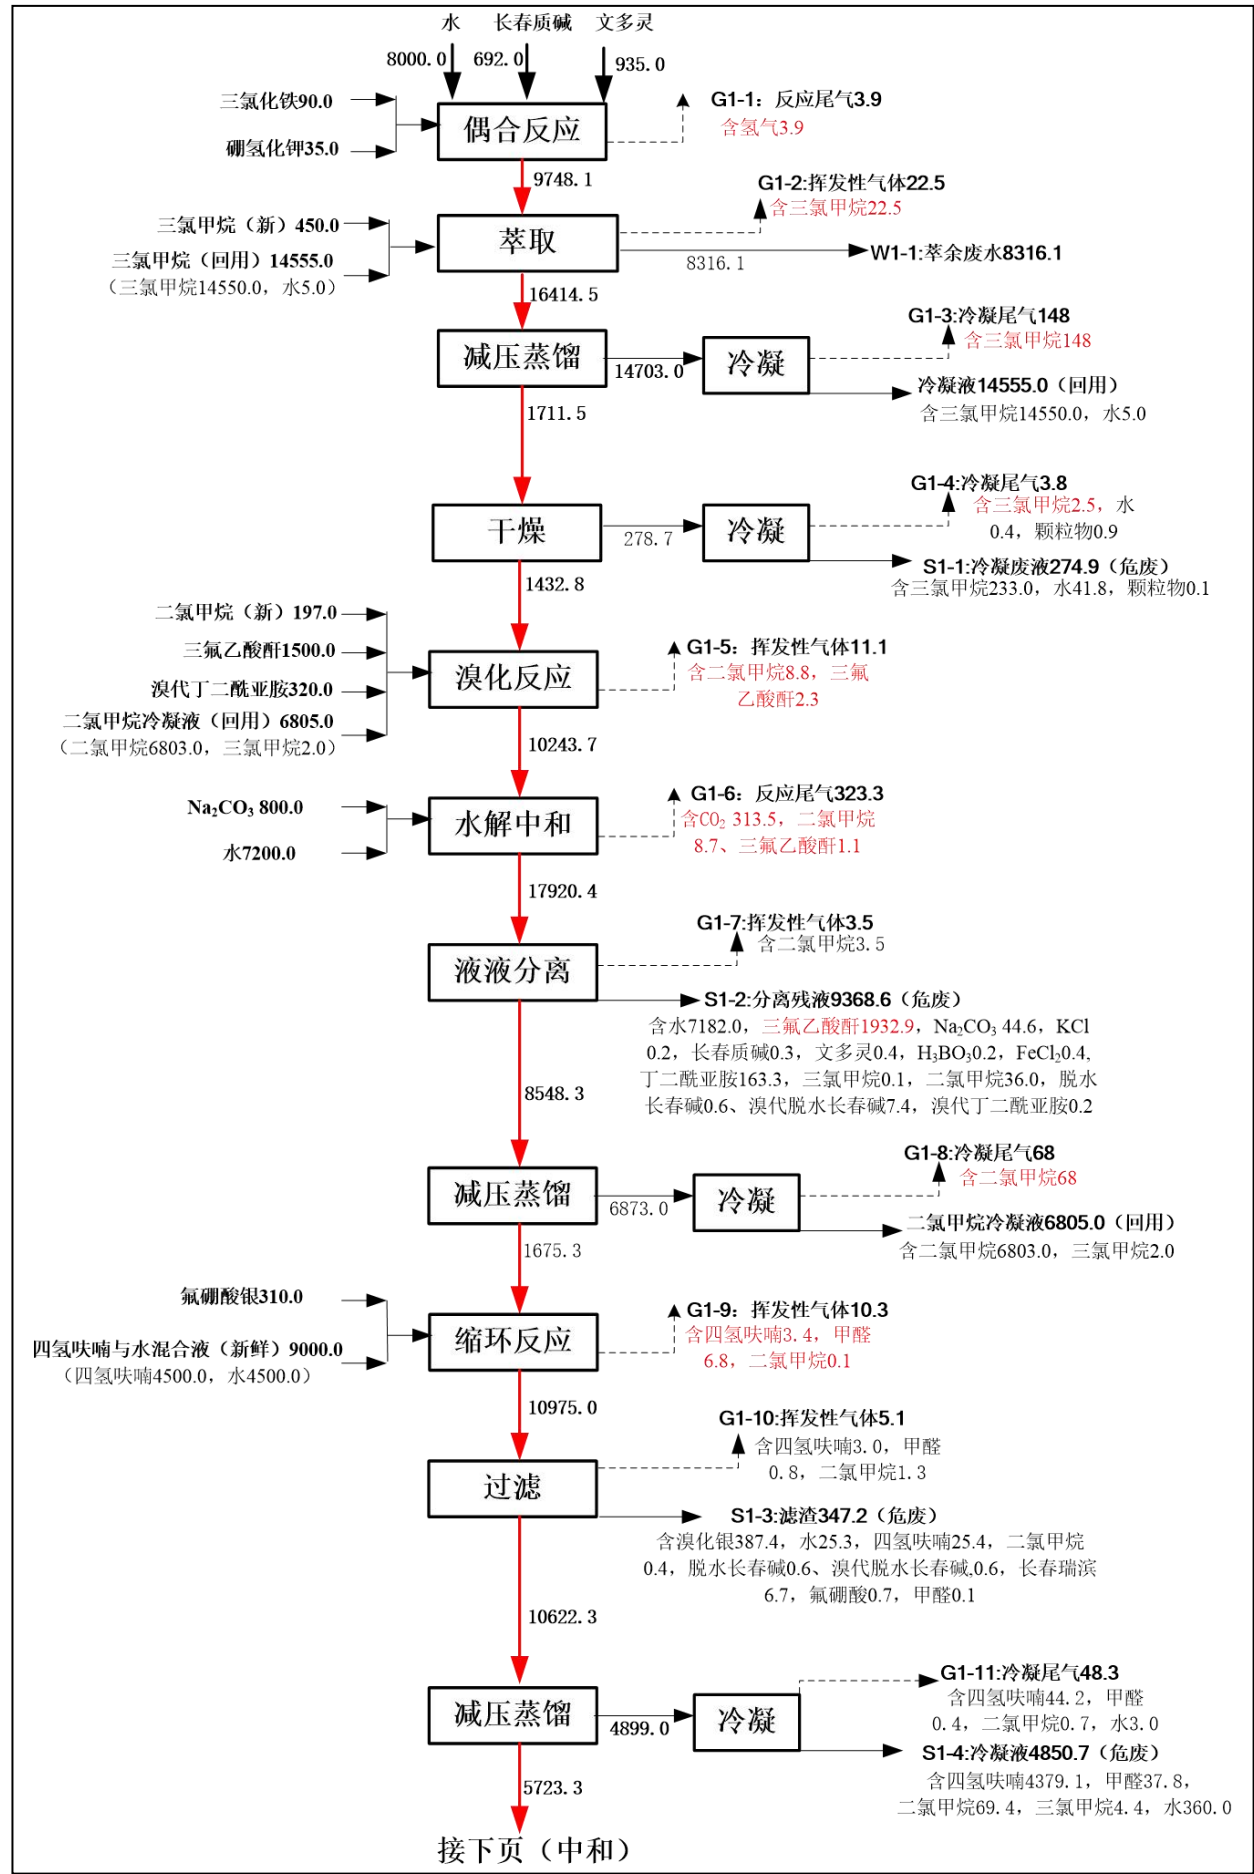 水
长春质碱
文多灵
8000.0
692.0
935.0
三氯化铁90.0
硼氢化钾35.0
偶合反应
G1-1：反应尾气3.9
含氢气3.9
9748.1
三氯甲烷（新）450.0
三氯甲烷（回用）14555.0
（三氯甲烷14550.0，水5.0）
萃取
G1-2:挥发性气体22.5
含三氯甲烷22.5
8316.1
W1-1:萃余废水8316.1
16414.5
减压蒸馏
14703.0
冷凝
G1-3:冷凝尾气148
含三氯甲烷148
冷凝液14555.0（回用）
含三氯甲烷14550.0，水5.0
1711.5
干燥
278.7
冷凝
G1-4:冷凝尾气3.8
含三氯甲烷2.5，水
0.4，颗粒物0.9
S1-1:冷凝废液274.9（危废）
含三氯甲烷233.0，水41.8，颗粒物0.1
1432.8
二氯甲烷（新）197.0
三氟乙酸酐1500.0
溴代丁二酰亚胺320.0
二氯甲烷冷凝液（回用）6805.0
（二氯甲烷6803.0，三氯甲烷2.0）
溴化反应
G1-5：挥发性气体11.1
含二氯甲烷8.8，三氟
乙酸酐2.3
10243.7
Na₂CO₃ 800.0
水7200.0
水解中和
G1-6：反应尾气323.3
含CO₂ 313.5，二氯甲烷
8.7、三氟乙酸酐1.1
17920.4
液液分离
G1-7:挥发性气体3.5
含二氯甲烷3.5
S1-2:分离残液9368.6（危废）
含水7182.0，三氟乙酸酐1932.9，Na₂CO₃ 44.6，KCl
0.2，长春质碱0.3，文多灵0.4，H₃BO₃0.2，FeCl₂0.4,
丁二酰亚胺163.3，三氯甲烷0.1，二氯甲烷36.0，脱水
长春碱0.6、溴代脱水长春碱7.4，溴代丁二酰亚胺0.2
8548.3
减压蒸馏
6873.0
冷凝
G1-8:冷凝尾气68
含二氯甲烷68
二氯甲烷冷凝液6805.0（回用）
含二氯甲烷6803.0，三氯甲烷2.0
1675.3
氟硼酸银310.0
四氢呋喃与水混合液（新鲜）9000.0
（四氢呋喃4500.0，水4500.0）
缩环反应
G1-9：挥发性气体10.3
含四氢呋喃3.4，甲醛
6.8，二氯甲烷0.1
10975.0
过滤
G1-10:挥发性气体5.1
含四氢呋喃3.0，甲醛
0.8，二氯甲烷1.3
S1-3:滤渣347.2（危废）
含溴化银387.4，水25.3，四氢呋喃25.4，二氯甲烷
0.4，脱水长春碱0.6、溴代脱水长春碱,0.6，长春瑞滨
6.7，氟硼酸0.7，甲醛0.1
10622.3
减压蒸馏
4899.0
冷凝
G1-11:冷凝尾气48.3
含四氢呋喃44.2，甲醛
0.4，二氯甲烷0.7，水3.0
S1-4:冷凝液4850.7（危废）
含四氢呋喃4379.1，甲醛37.8，
二氯甲烷69.4，三氯甲烷4.4，水360.0
5723.3
接下页（中和）